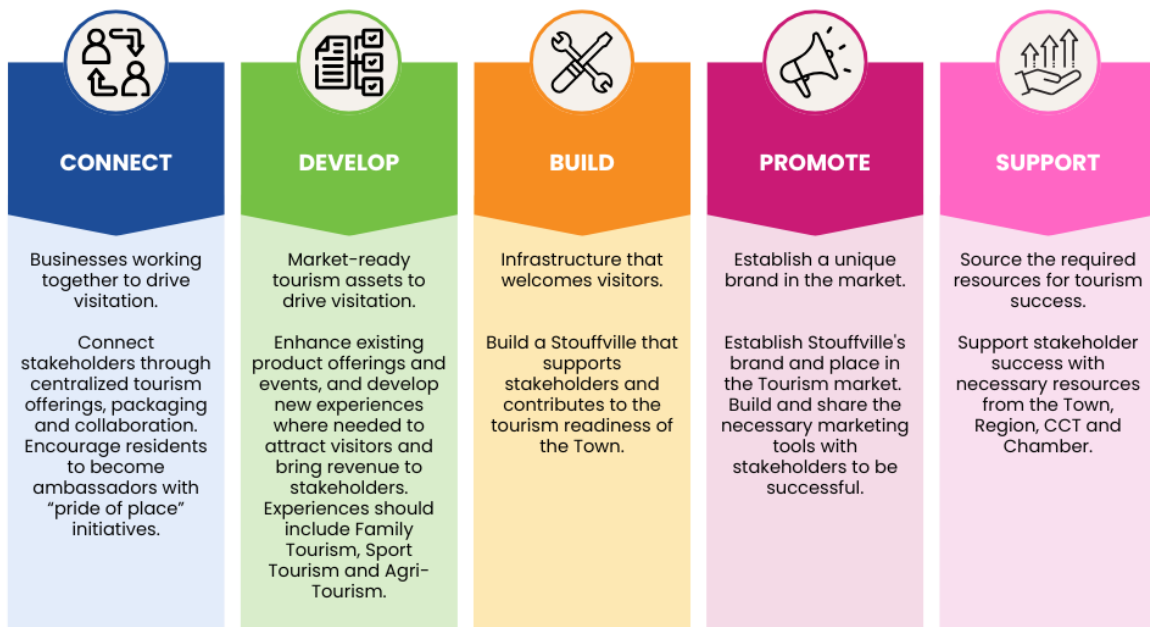 CONNECT
Businesses working
together to drive
visitation.
Connect
stakeholders through
centralized tourism
offerings, packaging
and collaboration.
Encourage residents
to become
ambassadors with
“pride of place”
initiatives.
DEVELOP
Market-ready
tourism assets to
drive visitation.
Enhance existing
product offerings and
events, and develop
new experiences
where needed to
attract visitors and
bring revenue to
stakeholders.
Experiences should
include Family
Tourism, Sport
Tourism and Agri-
Tourism.
BUILD
Infrastructure that
welcomes visitors.
Build a Stouffville that
supports
stakeholders and
contributes to the
tourism readiness of
the Town.
PROMOTE
Establish a unique
brand in the market.
Establish Stouffville's
brand and place in
the Tourism market.
Build and share the
necessary marketing
tools with
stakeholders to be
successful.
SUPPORT
Source the required
resources for tourism
success.
Support stakeholder
success with
necessary resources
from the Town,
Region, CCT and
Chamber.